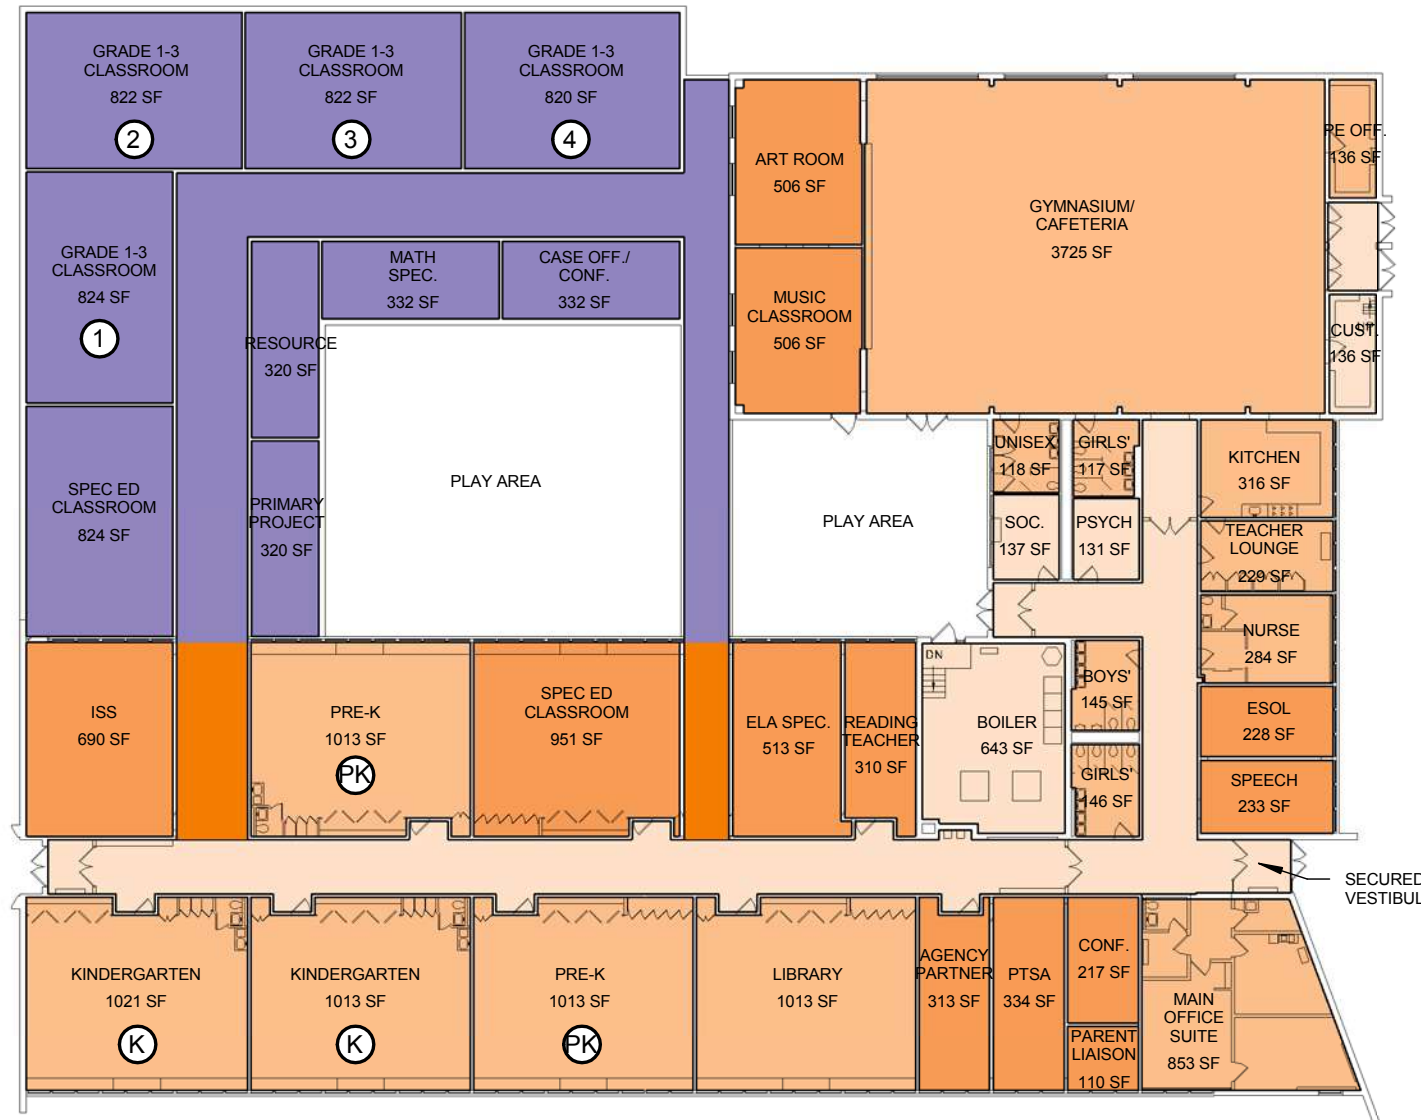 GRADE 1-3
CLASSROOM
822 SF
2
GRADE 1-3
CLASSROOM
822 SF
3
GRADE 1-3
CLASSROOM
820 SF
4
ART ROOM
506 SF
GYMNASIUM/
CAFETERIA
3725 SF
PE OFF.
136 SF
GRADE 1-3
CLASSROOM
824 SF
1
MATH
SPEC.
332 SF
CASE OFF./
CONF.
332 SF
MUSIC
CLASSROOM
506 SF
CUST.
136 SF
RESOURCE
320 SF
SPEC ED
CLASSROOM
824 SF
PRIMARY
PROJECT
320 SF
PLAY AREA
PLAY AREA
UNISEX
118 SF
GIRLS'
117 SF
KITCHEN
316 SF
SOC.
137 SF
PSYCH
131 SF
TEACHER
LOUNGE
229 SF
NURSE
284 SF
ISS
690 SF
PRE-K
1013 SF
PK
SPEC ED
CLASSROOM
951 SF
ELA SPEC.
513 SF
READING
TEACHER
310 SF
DN
BOILER
643 SF
BOYS'
145 SF
ESOL
228 SF
GIRLS'
146 SF
SPEECH
233 SF
SECURED
VESTIBUL
KINDERGARTEN
1021 SF
K
KINDERGARTEN
1013 SF
K
PRE-K
1013 SF
PK
LIBRARY
1013 SF
AGENCY
PARTNER
313 SF
PTSA
334 SF
CONF.
217 SF
PARENT
LIAISON
110 SF
MAIN
OFFICE
SUITE
853 SF